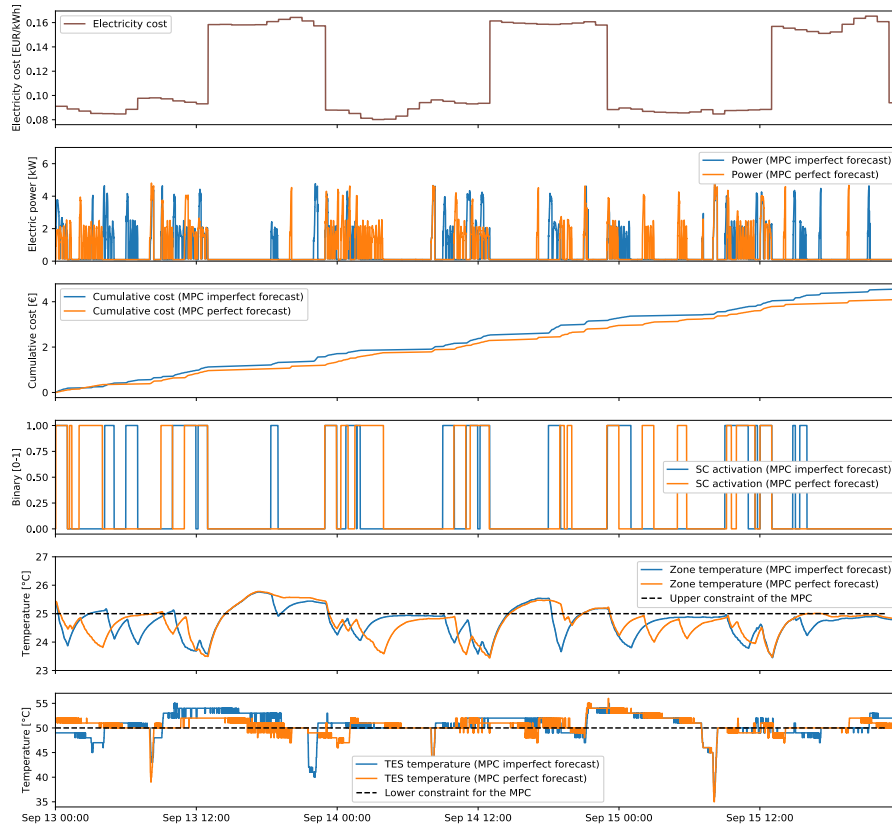 Electricity cost [EUR/kWh]
0.16
0.12
0.10
0.08
Electricity cost
Electric power [kW]
6
4
2
0
Power (MPC imperfect forecast)
Power (MPC perfect forecast)
Cumulative cost [€]
4
2
0
Cumulative cost (MPC imperfect forecast)
Cumulative cost (MPC perfect forecast)
Binary [0-1]
1.00
0.75
0.50
0.25
0.00
SC activation (MPC imperfect forecast)
SC activation (MPC perfect forecast)
Temperature [°C]
27
26
25
24
23
Zone temperature (MPC imperfect forecast)
Zone temperature (MPC perfect forecast)
Upper constraint of the MPC
Temperature [°C]
55
50
45
40
35
TES temperature (MPC imperfect forecast)
TES temperature (MPC perfect forecast)
Lower constraint for the MPC
Sep 13 00:00
Sep 13 12:00
Sep 14 00:00
Sep 14 12:00
Sep 15 00:00
Sep 15 12:00